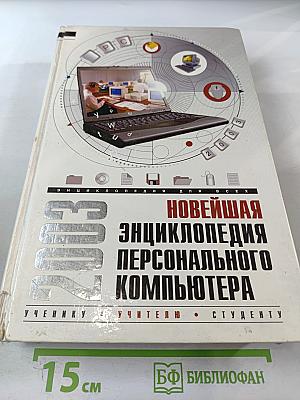 ЭНЦИКЛОПЕДИЯ ДЛЯ ВСЕХ
2003
НОВЕЙШАЯ
ЭНЦИКЛОПЕДИЯ
ПЕРСОНАЛЬНОГО
КОМПЬЮТЕРА
УЧЕНИКУ • УЧИТЕЛЮ • СТУДЕНТУ
15 см
БФ БИБЛИОФАН